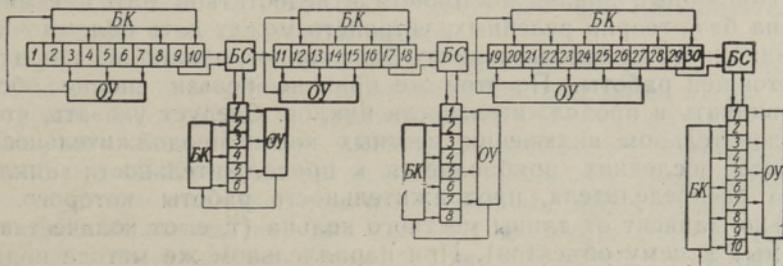 БК БК БК
1 2 3 4 5 6 7 8 9 10 БС 11 12 13 14 15 16 17 18 БС 19 20 21 22 23 24 25 26 27 28 29 30 БС
ОУ ОУ ОУ
БК 1 2 3 4 5 6 ОУ
БК 1 2 3 4 5 6 7 8 ОУ
БК 1 2 3 4 5 6 7 8 9 10 ОУ